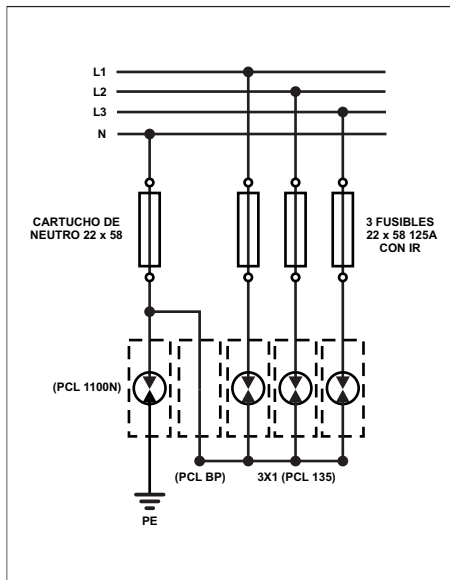 L1
L2
L3
N
CARTUCHO DE
NEUTRO 22 x 58
3 FUSIBLES
22 x 58 125A
CON IR
(PCL 1100N)
(PCL BP)
3X1 (PCL 135)
PE